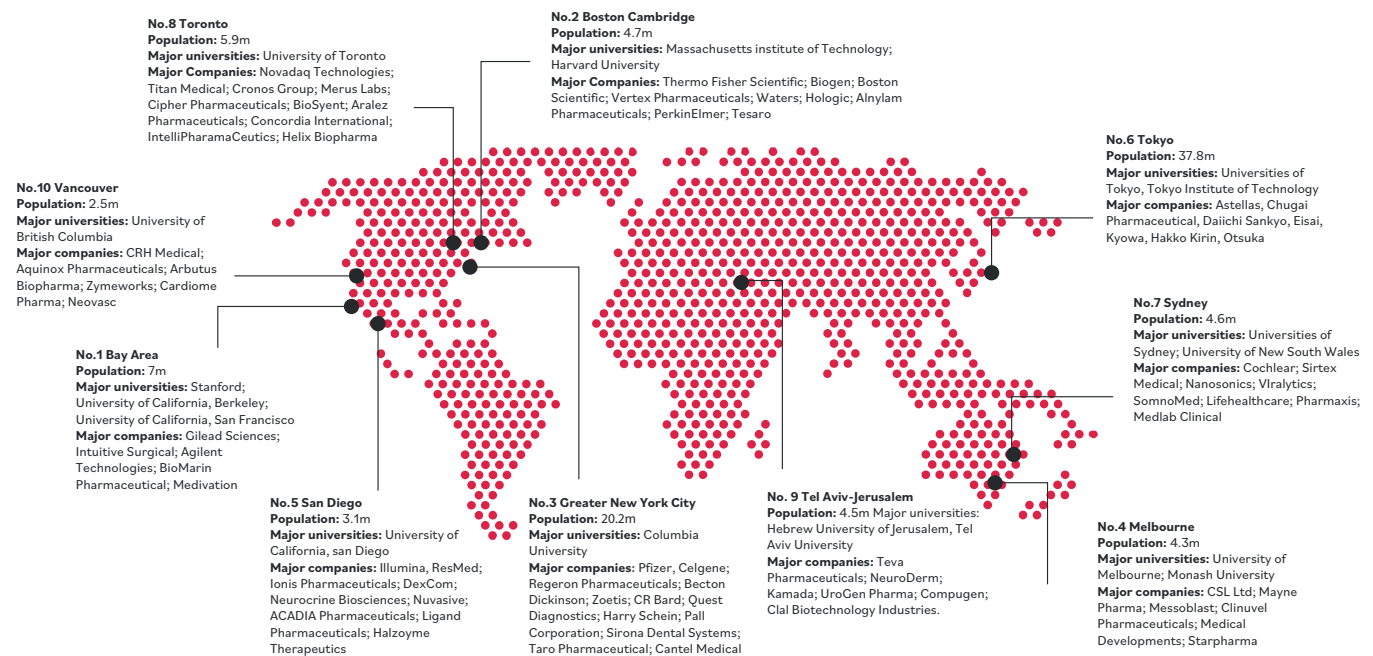 No.8 Toronto
Population: 5.9m
Major universities: University of Toronto
Major Companies: Novadaq Technologies;
Titan Medical; Cronos Group; Merus Labs;
Cipher Pharmaceuticals; BioSyent; Aralez
Pharmaceuticals; Concordia International;
IntelliPharamaCeutics; Helix Biopharma
No.2 Boston Cambridge
Population: 4.7m
Major universities: Massachusetts institute of Technology;
Harvard University
Major Companies: Thermo Fisher Scientific; Biogen; Boston
Scientific; Vertex Pharmaceuticals; Waters; Hologic; Alnylam
Pharmaceuticals; PerkinElmer; Tesaro
No.6 Tokyo
Population: 37.8m
Major universities: Universities of
Tokyo, Tokyo Institute of Technology
Major companies: Astellas, Chugai
Pharmaceutical, Daiichi Sankyo, Eisai,
Kyowa, Hakko Kirin, Otsuka
No.10 Vancouver
Population: 2.5m
Major universities: University of
British Columbia
Major companies: CRH Medical;
Aquinox Pharmaceuticals; Arbutus
Biopharma; Zymeworks; Cardiome
Pharma; Neovasc
No.7 Sydney
Population: 4.6m
Major universities: Universities of
Sydney; University of New South Wales
Major companies: Cochlear; Sirtex
Medical; Nanosonics; VIralytics;
SomnoMed; Lifehealthcare; Pharmaxis;
Medlab Clinical
No.1 Bay Area
Population: 7m
Major universities: Stanford;
University of California, Berkeley;
University of California, San Francisco
Major companies: Gilead Sciences;
Intuitive Surgical; Agilent
Technologies; BioMarin
Pharmaceutical; Medivation
No.5 San Diego
Population: 3.1m
Major universities: University of
California, san Diego
Major companies: Illumina, ResMed;
Ionis Pharmaceuticals; DexCom;
Neurocrine Biosciences; Nuvasive;
ACADIA Pharmaceuticals; Ligand
Pharmaceuticals; Halzoyme
Therapeutics
No.3 Greater New York City
Population: 20.2m
Major universities: Columbia
University
Major companies: Pfizer, Celgene;
Regeron Pharmaceuticals; Becton
Dickinson; Zoetis; CR Bard; Quest
Diagnostics; Harry Schein; Pall
Corporation; Sirona Dental Systems;
Taro Pharmaceutical; Cantel Medical
No. 9 Tel Aviv-Jerusalem
Population: 4.5m Major universities:
Hebrew University of Jerusalem, Tel
Aviv University
Major companies: Teva
Pharmaceuticals; NeuroDerm;
Kamada; UroGen Pharma; Compugen;
Clal Biotechnology Industries.
No.4 Melbourne
Population: 4.3m
Major universities: University of
Melbourne; Monash University
Major companies: CSL Ltd; Mayne
Pharma; Messoblast; Clinuvel
Pharmaceuticals; Medical
Developments; Starpharma